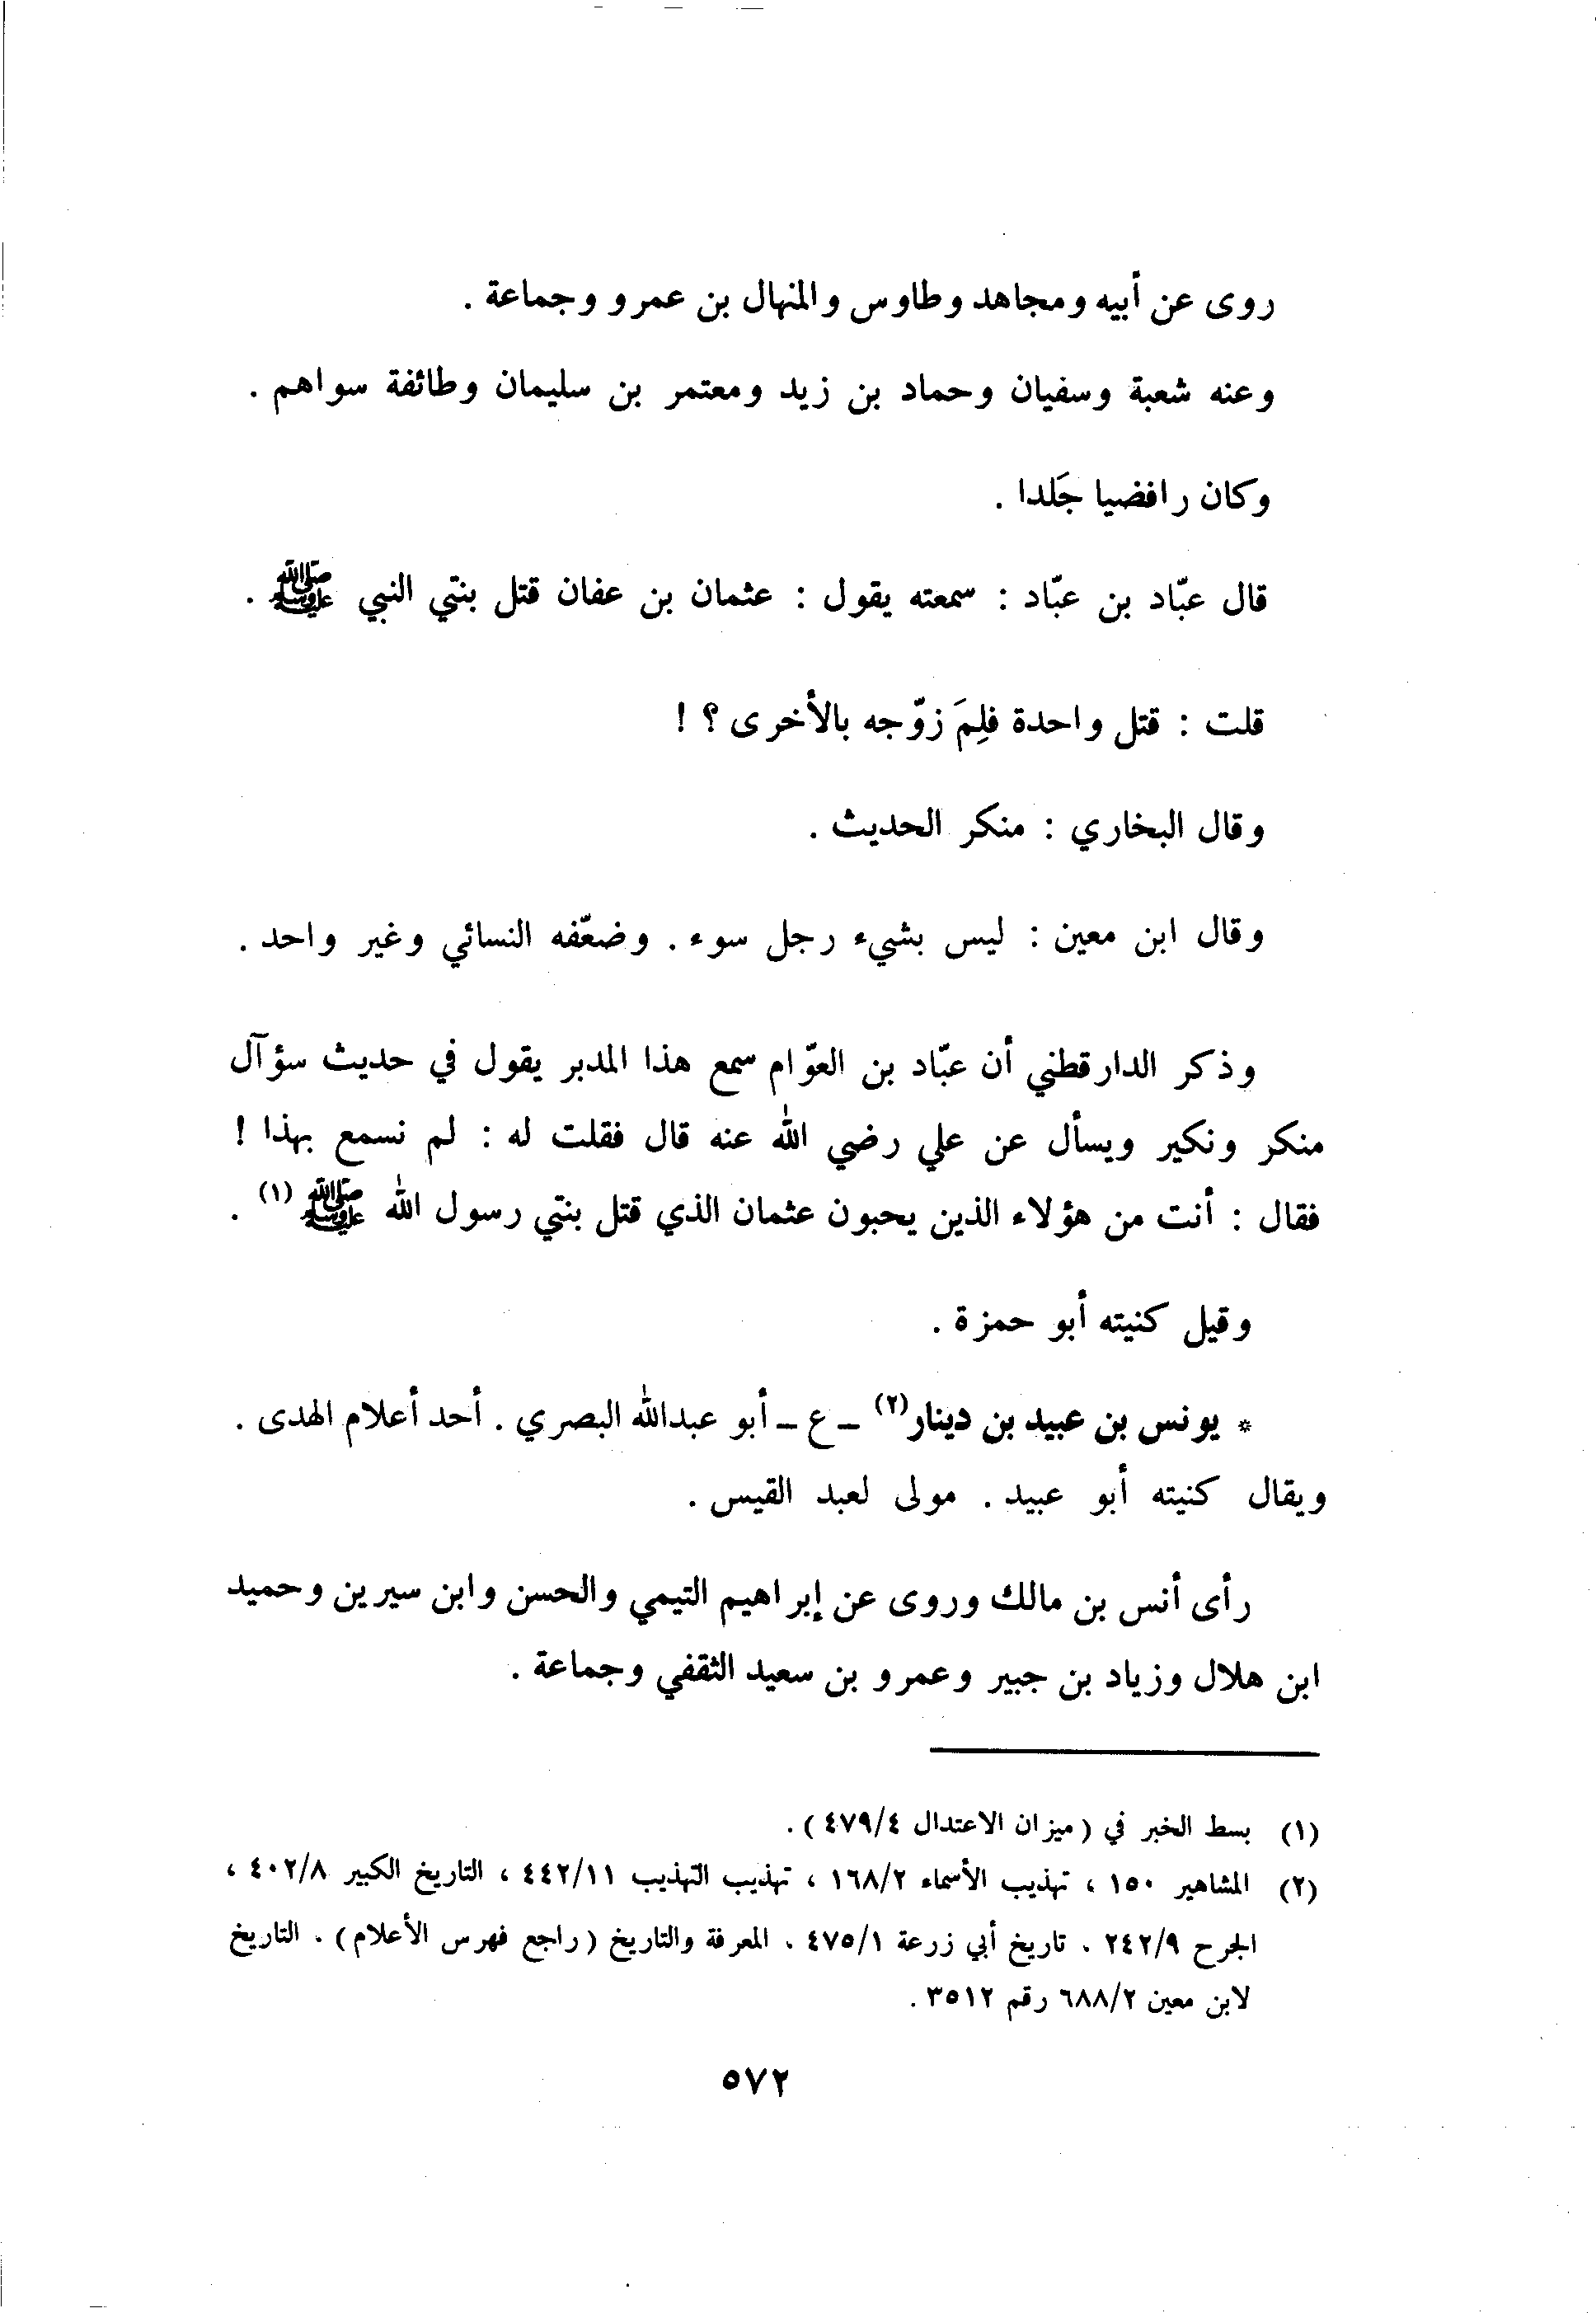 روى عن أبيه ومجاهد وطاوس والمنهال بن عمرو وجماعة .
وعنه شعبة وسفيان وحماد بن زيد ومعتمر بن سليمان وطائفة سواهم .
وكان رافضيا جَلدا .
قال عبّاد بن عبّاد : سمعته يقول : عثمان بن عفان قتل بنتي النبي ﷺ .
قلت : قتل واحدة فلِمَ زوّجه بالأخرى ؟ !
وقال البخاري : منكر الحديث .
وقال ابن معين : ليس بشيء رجل سوء . وضعّفه النسائي وغير واحد .
وذكر الدارقطني أن عبّاد بن العوّام سمع هذا المدبر يقول في حديث سؤآل
منكر ونكير ويسأل عن علي رضي الله عنه قال فقلت له : لم نسمع بهذا !
فقال : أنت من هؤلاء الذين يحبون عثمان الذي قتل بنتي رسول الله ﷺ (١) .
وقيل كنيته أبو حمزة .
* يونس بن عبيد بن دينار(٢) ــ ع ــ أبو عبدالله البصري . أحد أعلام الهدى .
ويقال كنيته أبو عبيد . مولى لعبد القيس .
رأى أنس بن مالك وروى عن إبراهيم التيمي والحسن وابن سيرين وحميد
ابن هلال وزياد بن جبير وعمرو بن سعيد الثقفي وجماعة .
(١) بسط الخبر في ( ميزان الاعتدال ٤٧٩/٤ ) .
(٢) المشاهير ١٥٠ ، تهذيب الأسماء ١٦٨/٢ ، تهذيب التهذيب ٤٤٢/١١ ، التاريخ الكبير ٤٠٢/٨ ،
الجرح ٢٤٢/٩ . تاريخ أبي زرعة ٤٧٥/١ . المعرفة والتاريخ ( راجع فهرس الأعلام ) . التاريخ
لابن معين ٦٨٨/٢ رقم ٣٥١٢ .
٥٧٢